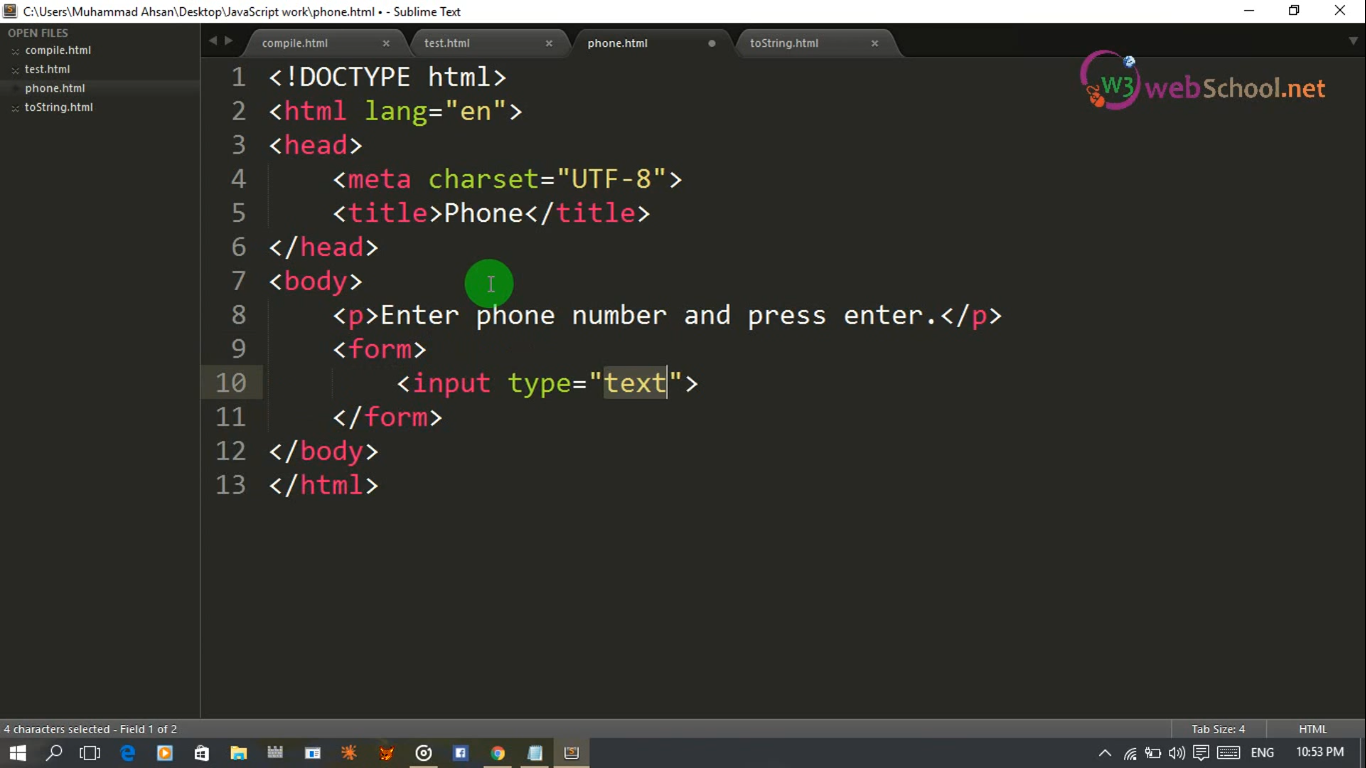 C:\Users\Muhammad Ahsan\Desktop\JavaScript work\phone.html • - Sublime Text
OPEN FILES
compile.html
test.html
phone.html
toString.html
compile.html test.html phone.html toString.html
W3 webSchool.net
1 <!DOCTYPE html>
2 <html lang="en">
3 <head>
4 <meta charset="UTF-8">
5 <title>Phone</title>
6 </head>
7 <body>
8 <p>Enter phone number and press enter.</p>
9 <form>
10 <input type="text">
11 </form>
12 </body>
13 </html>
4 characters selected - Field 1 of 2 Tab Size: 4 HTML
ENG 10:53 PM